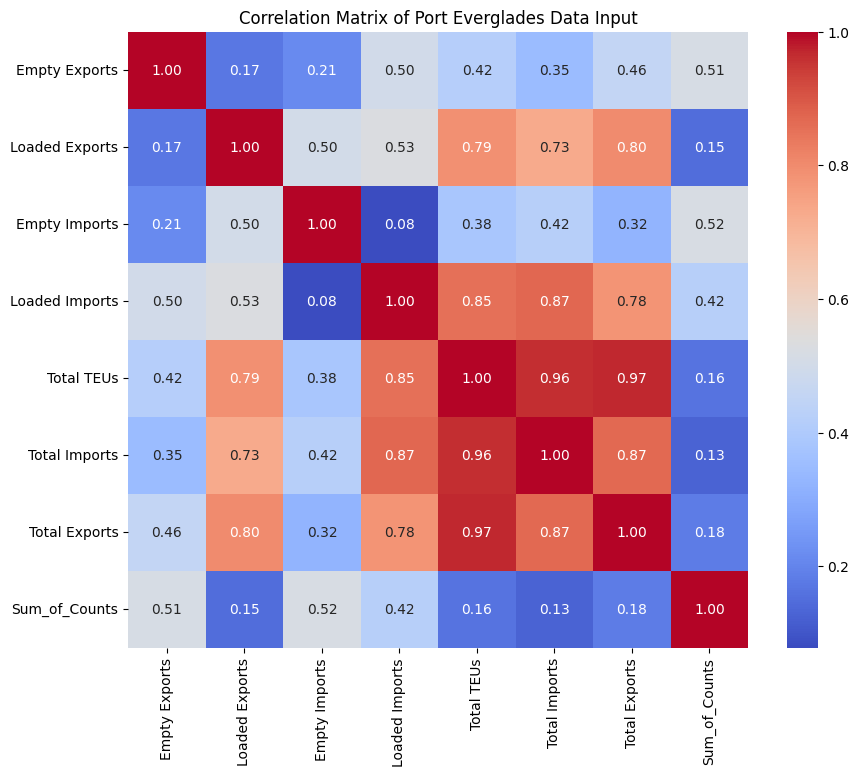 Correlation Matrix of Port Everglades Data Input
Empty Exports 1.00 0.17 0.21 0.50 0.42 0.35 0.46 0.51
Loaded Exports 0.17 1.00 0.50 0.53 0.79 0.73 0.80 0.15
Empty Imports 0.21 0.50 1.00 0.08 0.38 0.42 0.32 0.52
Loaded Imports 0.50 0.53 0.08 1.00 0.85 0.87 0.78 0.42
Total TEUs 0.42 0.79 0.38 0.85 1.00 0.96 0.97 0.16
Total Imports 0.35 0.73 0.42 0.87 0.96 1.00 0.87 0.13
Total Exports 0.46 0.80 0.32 0.78 0.97 0.87 1.00 0.18
Sum_of_Counts 0.51 0.15 0.52 0.42 0.16 0.13 0.18 1.00
Empty Exports
Loaded Exports
Empty Imports
Loaded Imports
Total TEUs
Total Imports
Total Exports
Sum_of_Counts
1.0
0.8
0.6
0.4
0.2